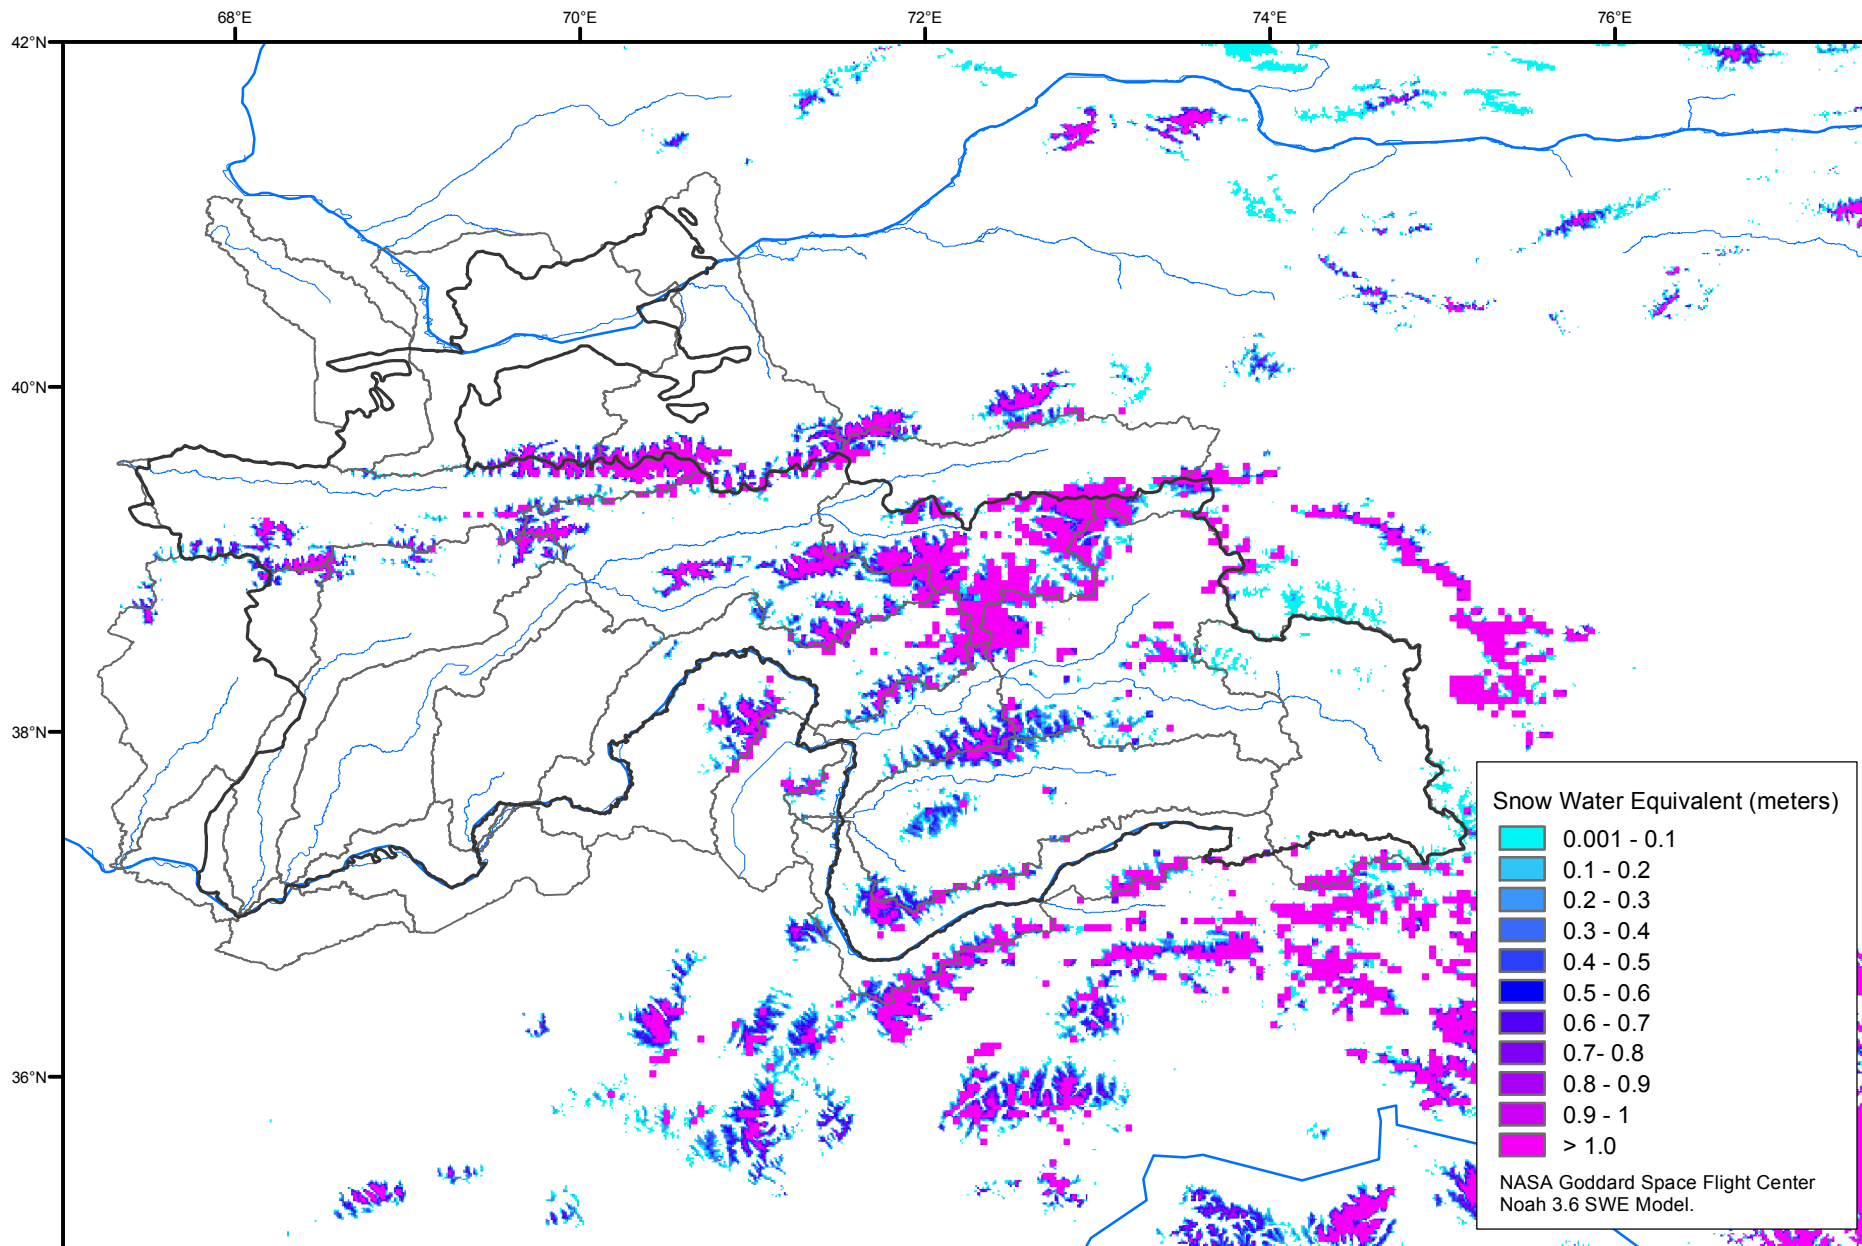 68°E 70°E 72°E 74°E 76°E
42°N
40°N
38°N
36°N
Snow Water Equivalent (meters)
0.001 - 0.1
0.1 - 0.2
0.2 - 0.3
0.3 - 0.4
0.4 - 0.5
0.5 - 0.6
0.6 - 0.7
0.7- 0.8
0.8 - 0.9
0.9 - 1
> 1.0
NASA Goddard Space Flight Center
Noah 3.6 SWE Model.